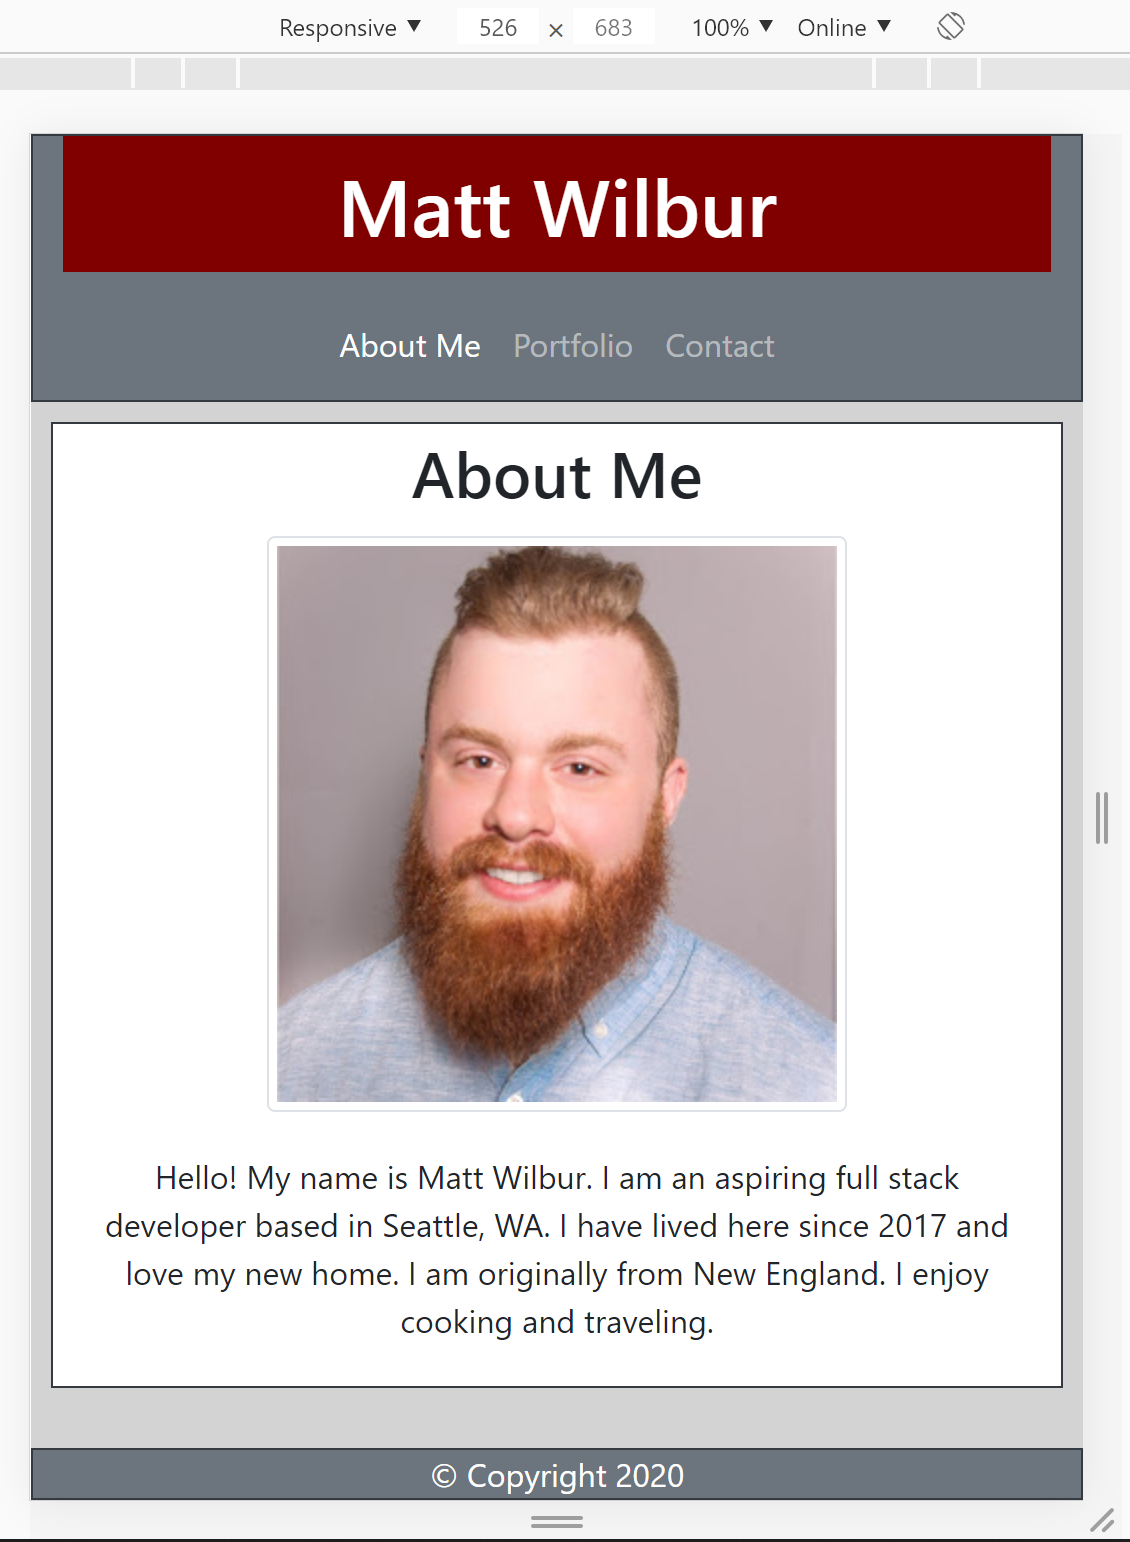 Responsive ▼ 526 × 683 100% ▼ Online ▼
Matt Wilbur
About Me Portfolio Contact
About Me
Hello! My name is Matt Wilbur. I am an aspiring full stack
developer based in Seattle, WA. I have lived here since 2017 and
love my new home. I am originally from New England. I enjoy
cooking and traveling.
© Copyright 2020